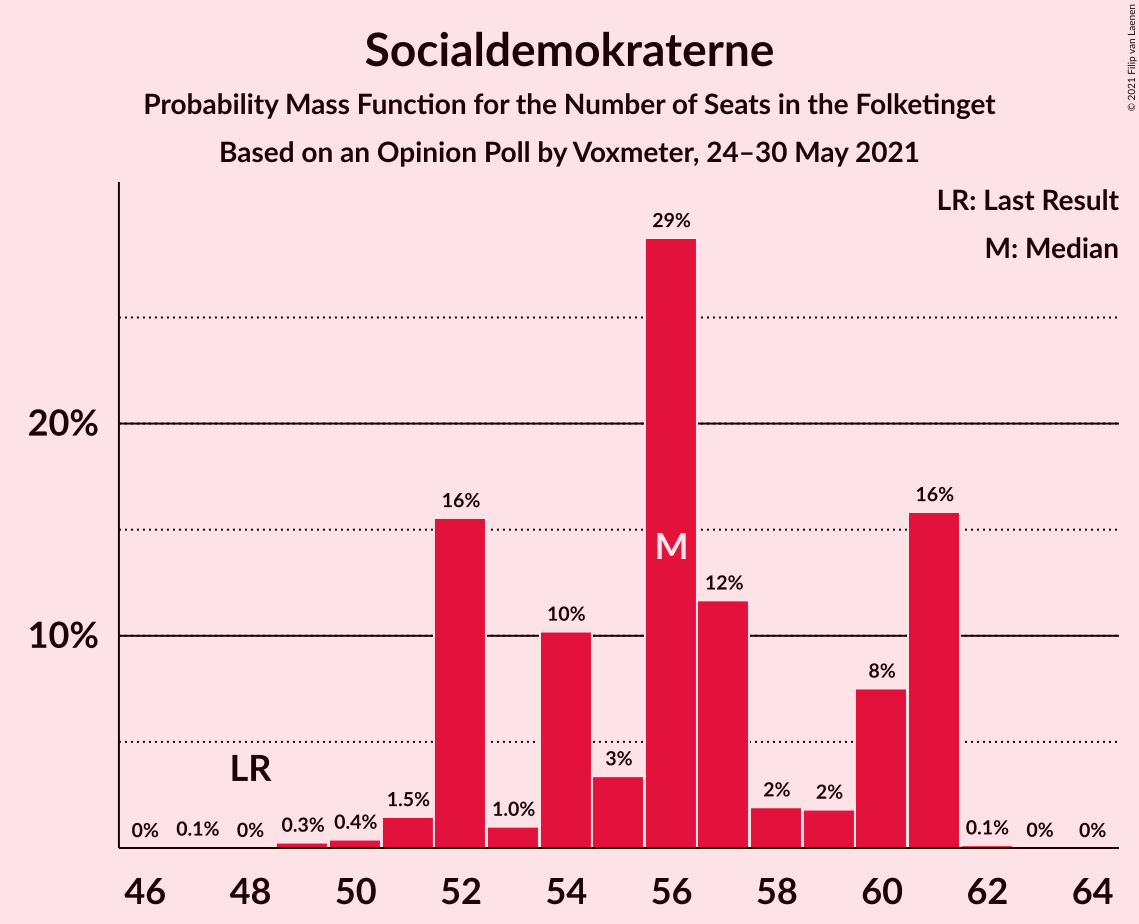 Socialdemokraterne
Probability Mass Function for the Number of Seats in the Folketinget
Based on an Opinion Poll by Voxmeter, 24–30 May 2021
© 2021 Filip van Laenen
LR: Last Result
M: Median
20%
10%
0%
0.1%
0%
0.3%
0.4%
1.5%
16%
1.0%
10%
3%
29%
12%
2%
2%
8%
16%
0.1%
0%
0%
LR
M
46 48 50 52 54 56 58 60 62 64